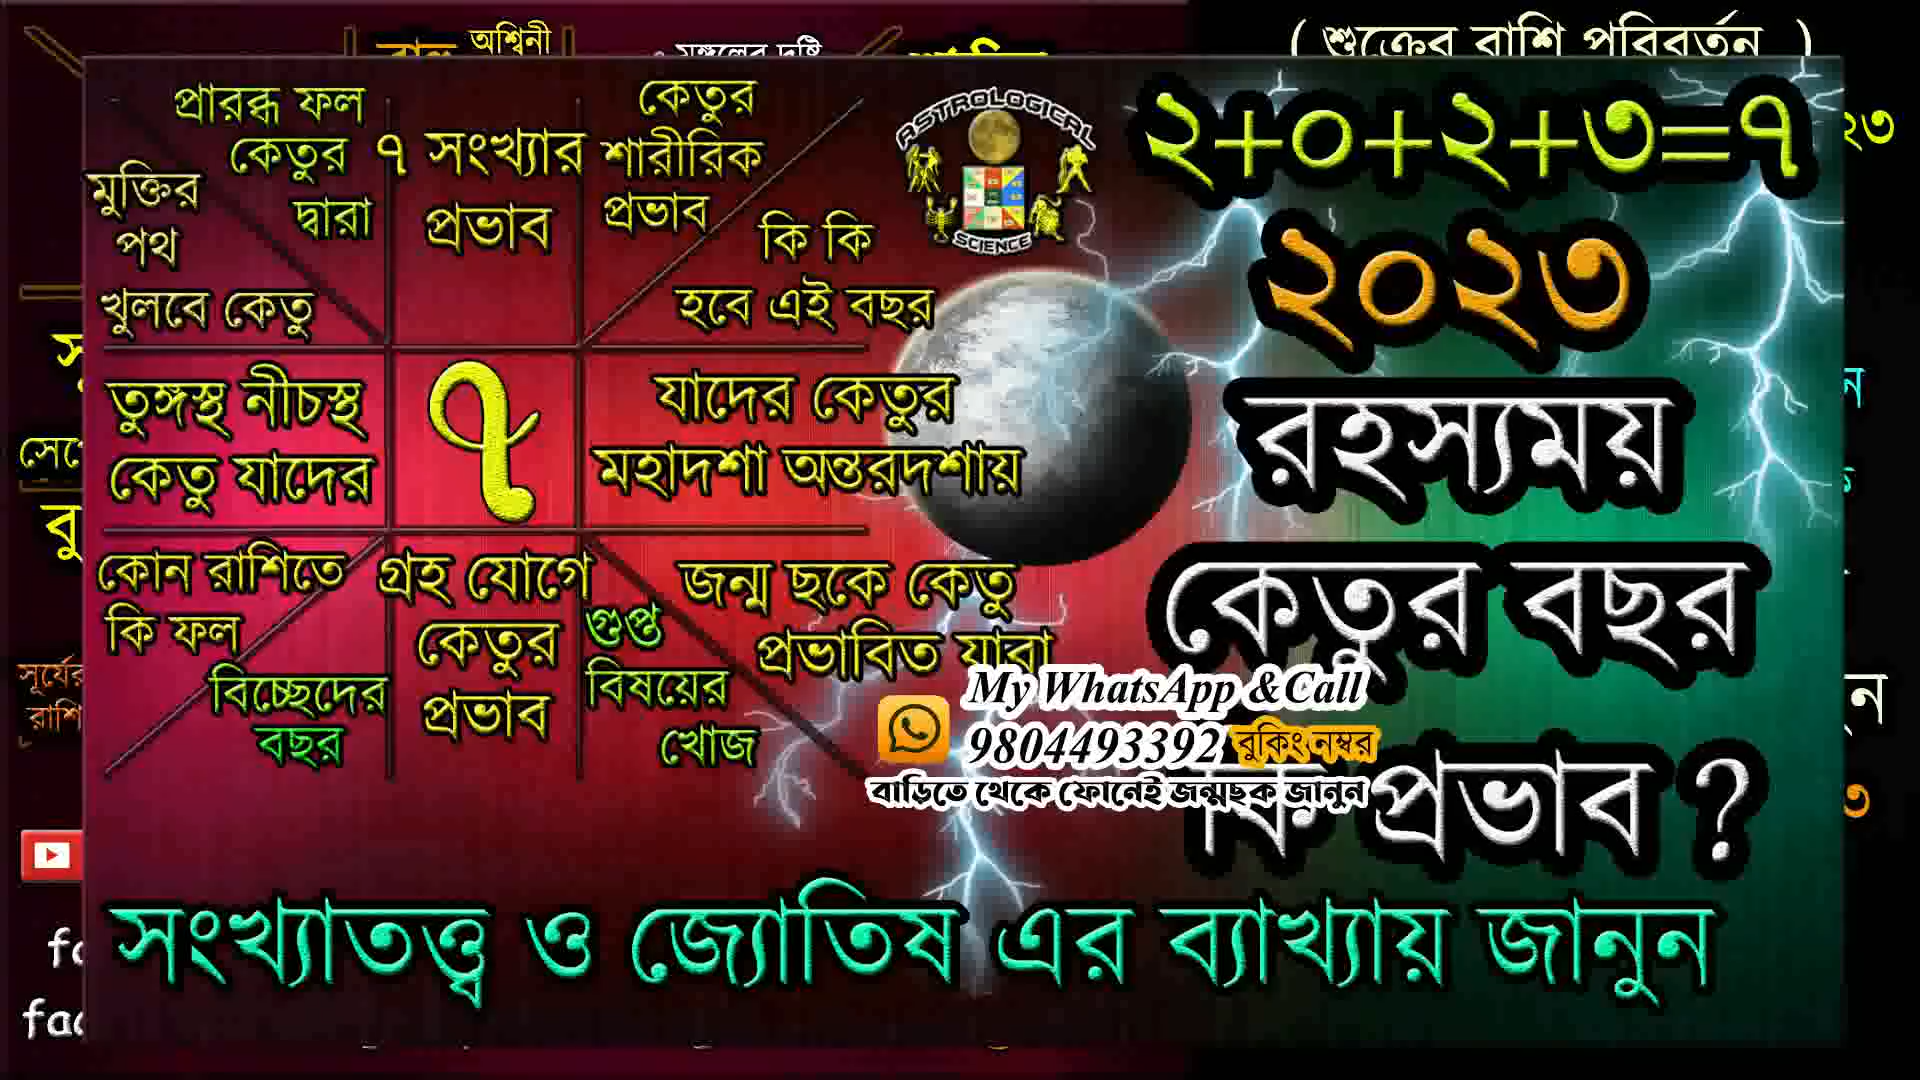 অশ্বিনী
( শুক্রের রাশি পরিবর্তন )
প্রারব্ধ ফল
কেতুর
দ্বারা
৭ সংখ্যার
প্রভাব
কেতুর
শারীরিক
প্রভাব
মুক্তির
পথ
খুলবে কেতু
কি কি
হবে এই বছর
ASTROLOGICAL
SCIENCE
২+০+২+৩=৭
২০২৩
রহস্যময়
কেতুর বছর
কি প্রভাব ?
তুঙ্গস্থ নীচস্থ
কেতু যাদের
৭
যাদের কেতুর
মহাদশা অন্তরদশায়
কোন রাশিতে
কি ফল
বিচ্ছেদের
বছর
গ্রহ যোগে
কেতুর
প্রভাব
গুপ্ত
বিষয়ের
খোজ
জন্ম ছকে কেতু
প্রভাবিত যারা
My WhatsApp &Call
9804493392 বুকিং নম্বর
বাড়িতে থেকে ফোনেই জন্মছক জানুন
সংখ্যাতত্ত্ব ও জ্যোতিষ এর ব্যাখ্যায় জানুন